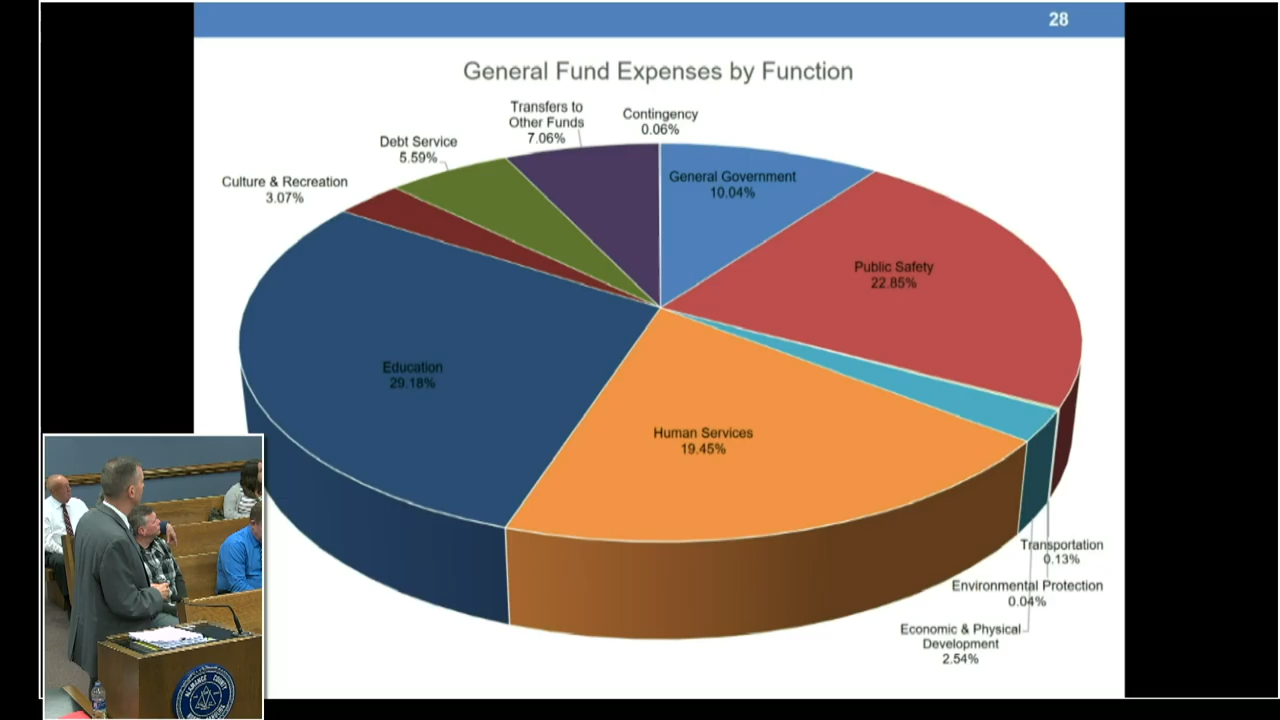 28
General Fund Expenses by Function
Transfers to
Other Funds
7.06%
Contingency
0.06%
Debt Service
5.59%
Culture & Recreation
3.07%
General Government
10.04%
Public Safety
22.85%
Education
29.18%
Human Services
19.45%
Transportation
0.13%
Environmental Protection
0.04%
Economic & Physical
Development
2.54%
ALAMANCE COUNTY